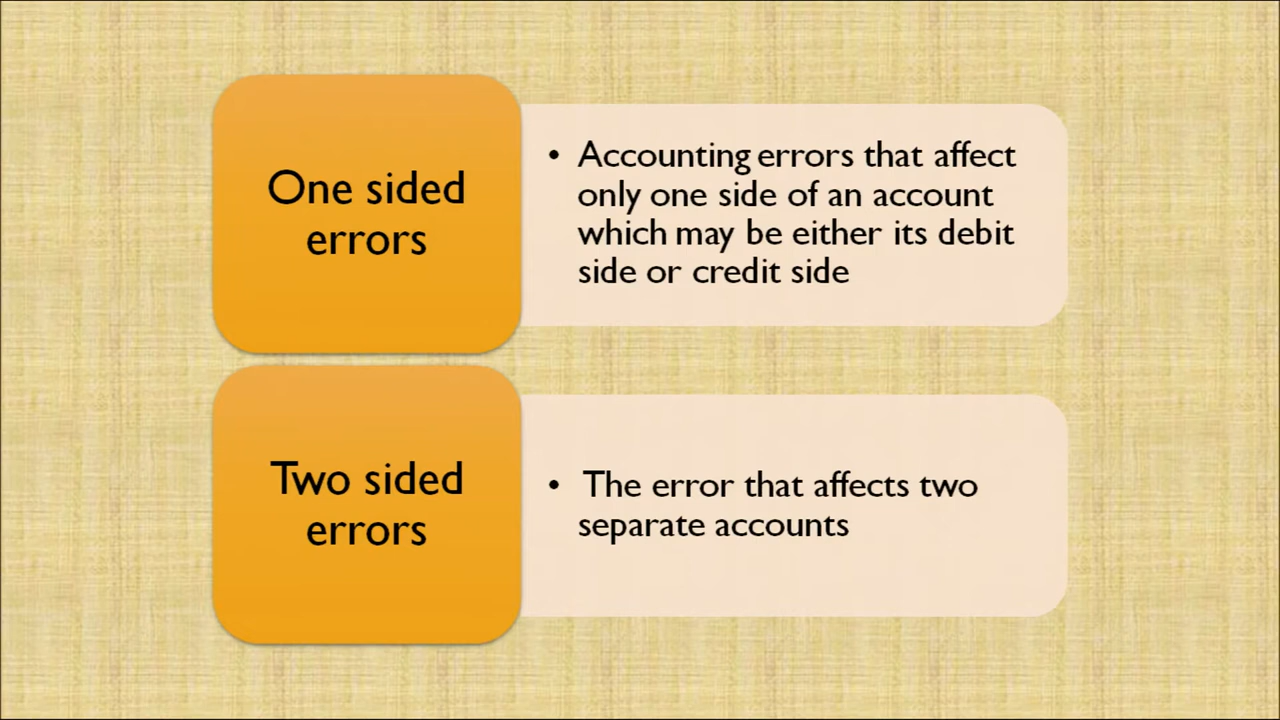 One sided
errors
• Accounting errors that affect
only one side of an account
which may be either its debit
side or credit side
Two sided
errors
• The error that affects two
separate accounts